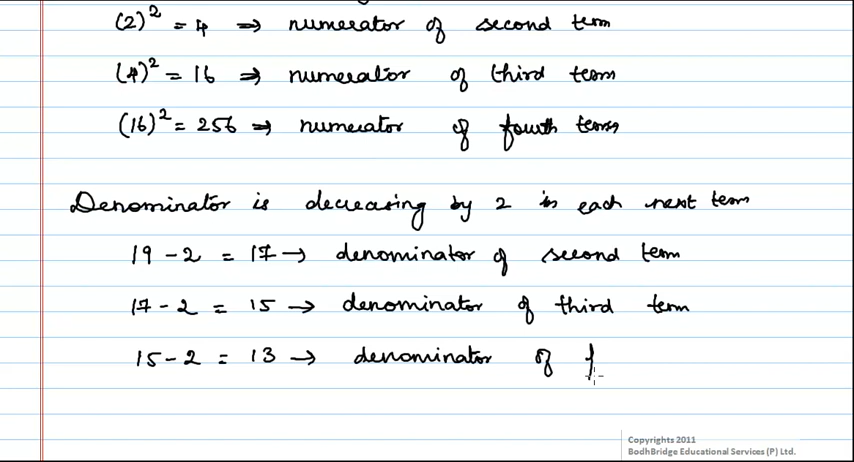 (2)² = 4 ⇒ numerator of second term
(4)² = 16 ⇒ numerator of third term
(16)² = 256 ⇒ numerator of fourth term
Denominator is decreasing by 2 in each next term
19 - 2 = 17 → denominator of second term
17 - 2 = 15 → denominator of third term
15 - 2 = 13 → denominator of f
Copyrights 2011
BodhBridge Educational Services (P) Ltd.